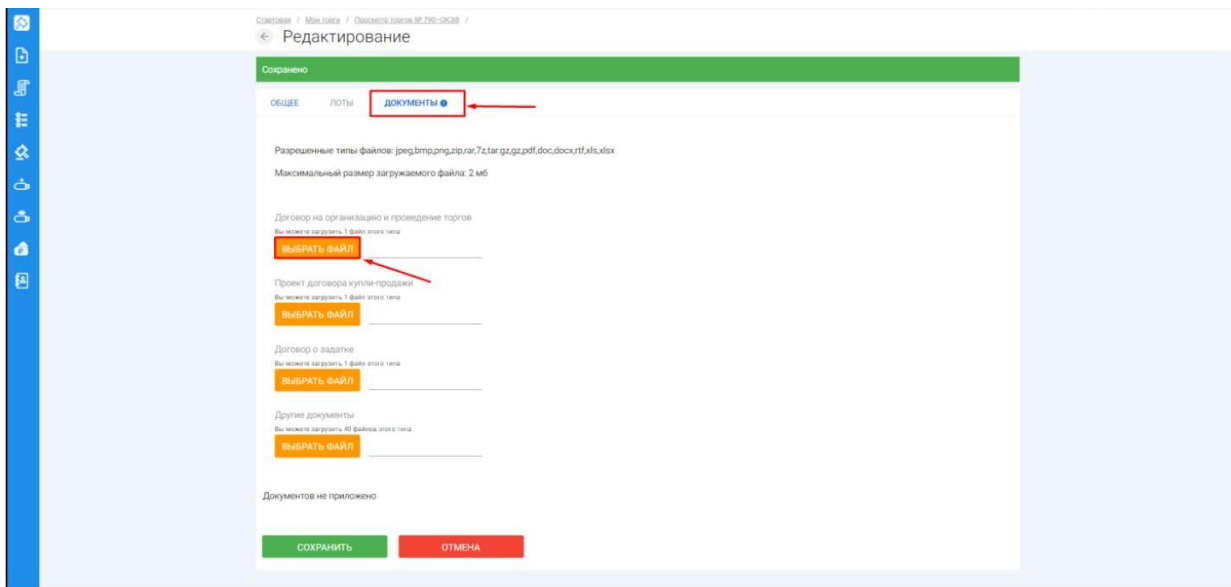 Стартовая / Мои торги / Просмотр торгов № 790-ОКЗФ /
Редактирование
Сохранено
ОБЩЕЕ ЛОТЫ ДОКУМЕНТЫ
Разрешенные типы файлов: jpeg,bmp,png,zip,rar,7z,tar.gz,gz,pdf,doc,docx,rtf,xls,xlsx
Максимальный размер загружаемого файла: 2 мб
Договор на организацию и проведение торгов
Вы можете загрузить 1 файл этого типа
ВЫБРАТЬ ФАЙЛ
Проект договора купли-продажи
Вы можете загрузить 1 файл этого типа
ВЫБРАТЬ ФАЙЛ
Договор о задатке
Вы можете загрузить 1 файл этого типа
ВЫБРАТЬ ФАЙЛ
Другие документы
Вы можете загрузить 40 файлов этого типа
ВЫБРАТЬ ФАЙЛ
Документов не приложено
СОХРАНИТЬ ОТМЕНА